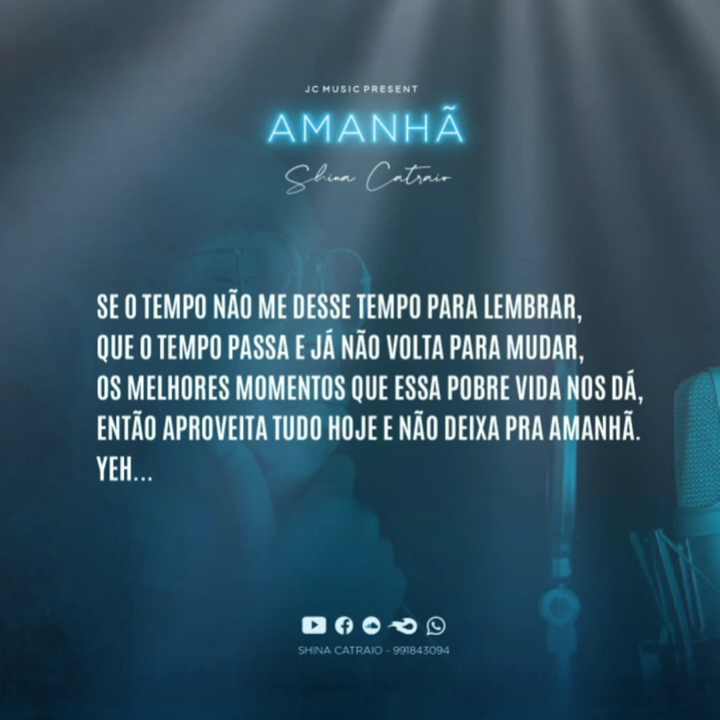 JC MUSIC PRESENT
AMANHÃ
Shina Catraio
SE O TEMPO NÃO ME DESSE TEMPO PARA LEMBRAR,
QUE O TEMPO PASSA E JÁ NÃO VOLTA PARA MUDAR,
OS MELHORES MOMENTOS QUE ESSA POBRE VIDA NOS DÁ,
ENTÃO APROVEITA TUDO HOJE E NÃO DEIXA PRA AMANHÃ.
YEH...
SHINA CATRAIO - 991843094